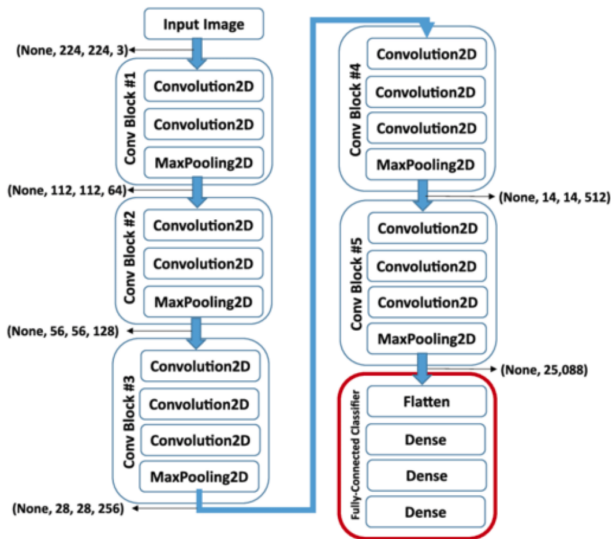 Input Image
(None, 224, 224, 3)
Conv Block #1
Convolution2D
Convolution2D
MaxPooling2D
(None, 112, 112, 64)
Conv Block #2
Convolution2D
Convolution2D
MaxPooling2D
(None, 56, 56, 128)
Conv Block #3
Convolution2D
Convolution2D
Convolution2D
MaxPooling2D
(None, 28, 28, 256)
Conv Block #4
Convolution2D
Convolution2D
Convolution2D
MaxPooling2D
(None, 14, 14, 512)
Conv Block #5
Convolution2D
Convolution2D
Convolution2D
MaxPooling2D
(None, 25,088)
Fully-Connected Classifier
Flatten
Dense
Dense
Dense